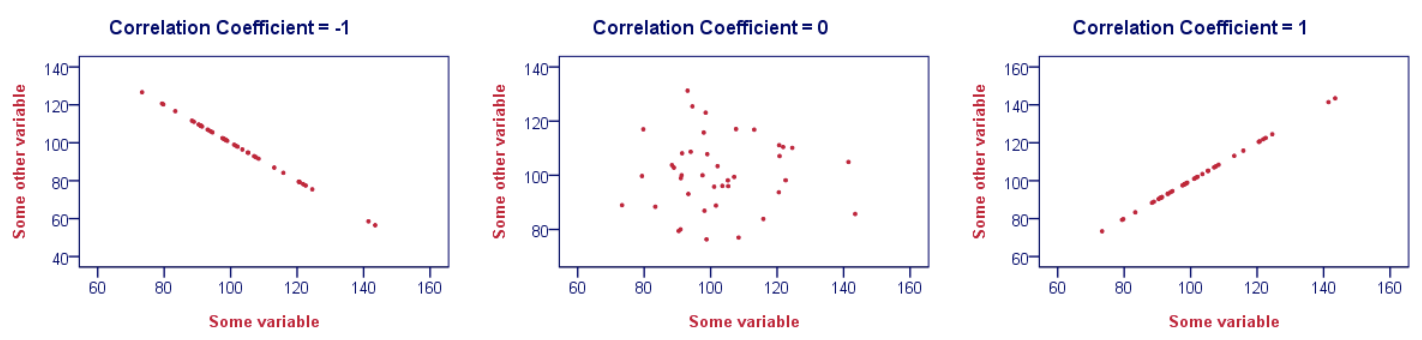 Correlation Coefficient = -1
Some other variable
140
120
100
80
60
40
60 80 100 120 140 160
Some variable
Correlation Coefficient = 0
Some other variable
140
120
100
80
60 80 100 120 140 160
Some variable
Correlation Coefficient = 1
Some other variable
160
140
120
100
80
60
60 80 100 120 140 160
Some variable